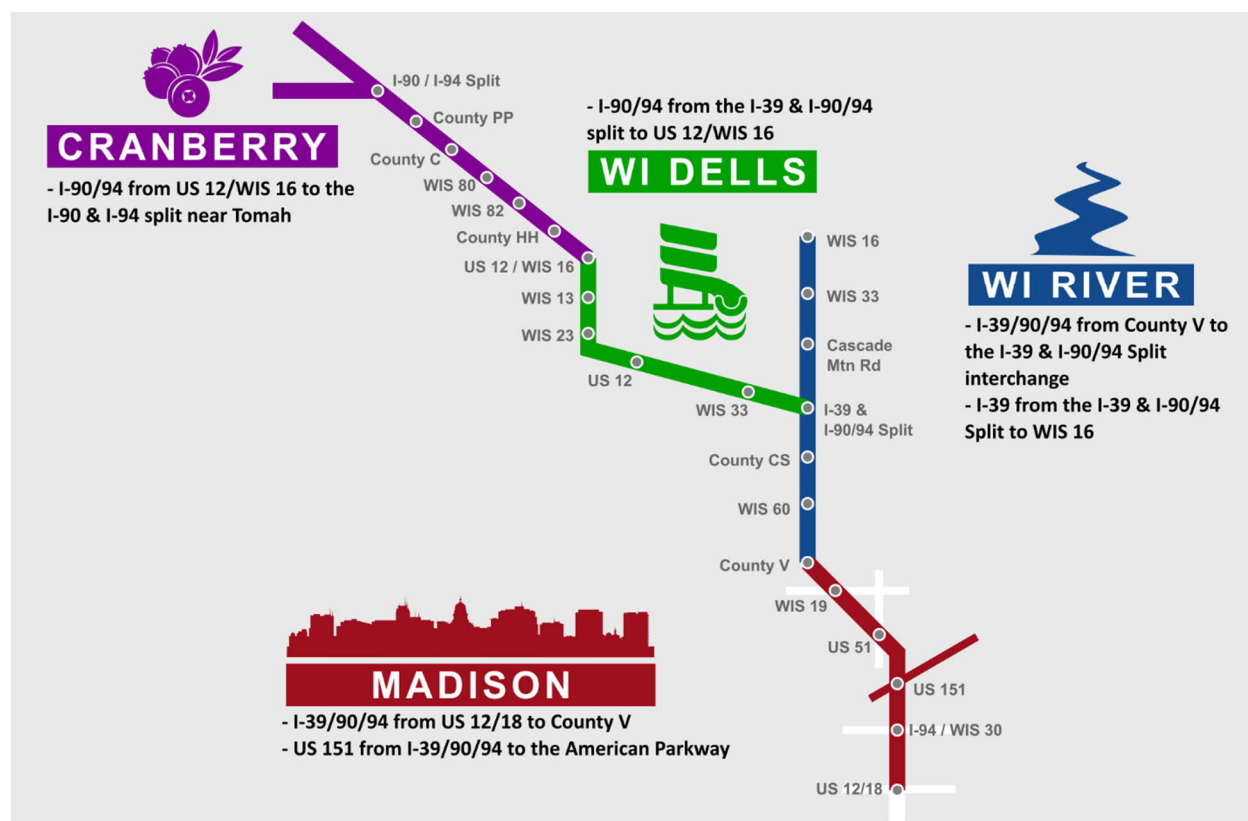 I-90 / I-94 Split
County PP
County C
WIS 80
WIS 82
County HH
US 12 / WIS 16
CRANBERRY
- I-90/94 from US 12/WIS 16 to the
I-90 & I-94 split near Tomah
- I-90/94 from the I-39 & I-90/94
split to US 12/WIS 16
WI DELLS
WIS 13
WIS 23
US 12
WIS 33
WIS 16
WIS 33
Cascade
Mtn Rd
I-39 &
I-90/94 Split
County CS
WIS 60
County V
WI RIVER
- I-39/90/94 from County V to
the I-39 & I-90/94 Split
interchange
- I-39 from the I-39 & I-90/94
Split to WIS 16
WIS 19
US 51
US 151
I-94 / WIS 30
US 12/18
MADISON
- I-39/90/94 from US 12/18 to County V
- US 151 from I-39/90/94 to the American Parkway